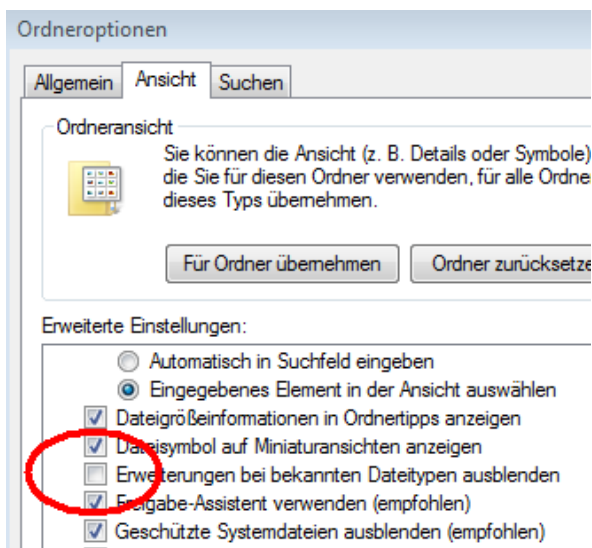 Ordneroptionen
Allgemein Ansicht Suchen
Ordneransicht
Sie können die Ansicht (z. B. Details oder Symbole)
die Sie für diesen Ordner verwenden, für alle Ordne
dieses Typs übernehmen.
Für Ordner übernehmen Ordner zurücksetze
Erweiterte Einstellungen:
Automatisch in Suchfeld eingeben
Eingegebenes Element in der Ansicht auswählen
Dateigrößeinformationen in Ordnertipps anzeigen
Dateisymbol auf Miniaturansichten anzeigen
Erweiterungen bei bekannten Dateitypen ausblenden
Freigabe-Assistent verwenden (empfohlen)
Geschützte Systemdateien ausblenden (empfohlen)